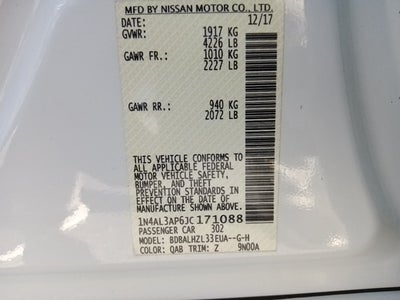 MFD BY NISSAN MOTOR CO., LTD.
DATE: 12/17
GVWR: 1917 KG
4226 LB
GAWR FR.: 1010 KG
2227 LB
GAWR RR.: 940 KG
2072 LB
THIS VEHICLE CONFORMS TO
ALL APPLICABLE FEDERAL
MOTOR VEHICLE SAFETY,
BUMPER, AND THEFT
PREVENTION STANDARDS IN
EFFECT ON THE DATE OF
MANUFACTURE SHOWN ABOVE.
1N4AL3AP6JC171088
PASSENGER CAR 302
MODEL: BDBALHZL33EUA--G-H
COLOR: QAB TRIM: Z 9N00A